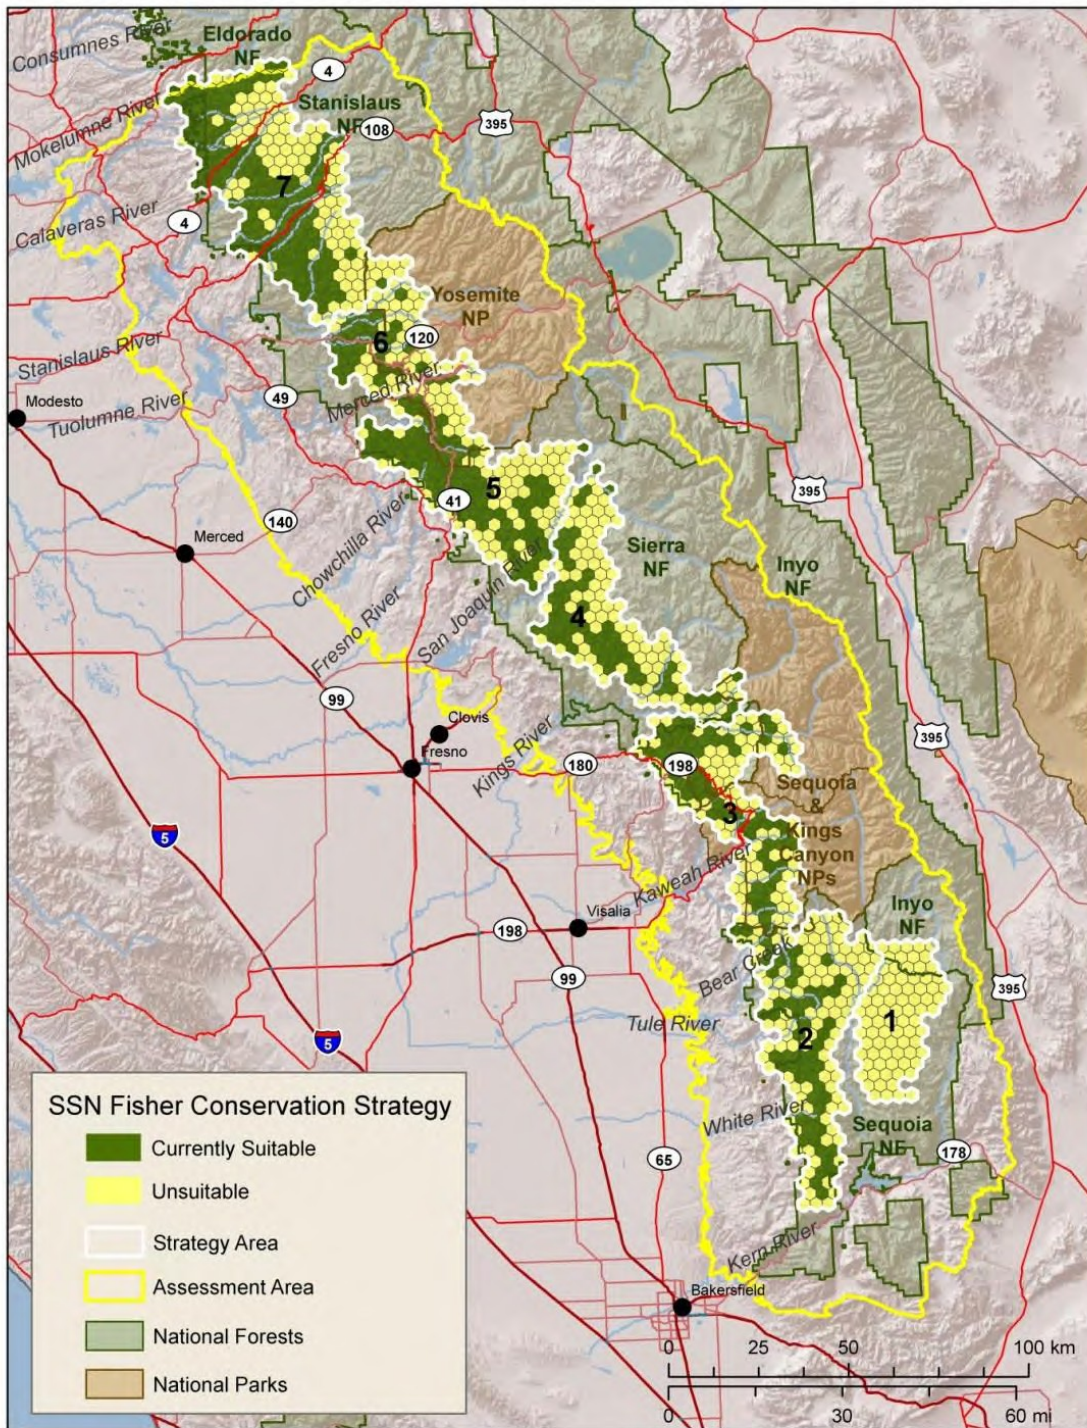 Consumnes River
Eldorado
NF
4
Mokelumne River
Stanislaus
NF
108
395
7
Calaveras River
4
Yosemite
NP
6
120
Stanislaus River
Merced River
49
Modesto
Tuolumne River
5
41
395
140
Merced
Chowchilla River
San Joaquin River
Sierra
NF
Inyo
NF
4
Fresno River
99
Clovis
Fresno
Kings River
180
198
395
Sequoia
&
Kings
Canyon
NPs
3
5
Kaweah River
Visalia
198
Inyo
NF
99
Bear Creek
395
Tule River
2
1
5
White River
Sequoia
NF
178
65
Kern River
Bakersfield
SSN Fisher Conservation Strategy
Currently Suitable
Unsuitable
Strategy Area
Assessment Area
National Forests
National Parks
0 25 50 100 km
0 30 60 mi